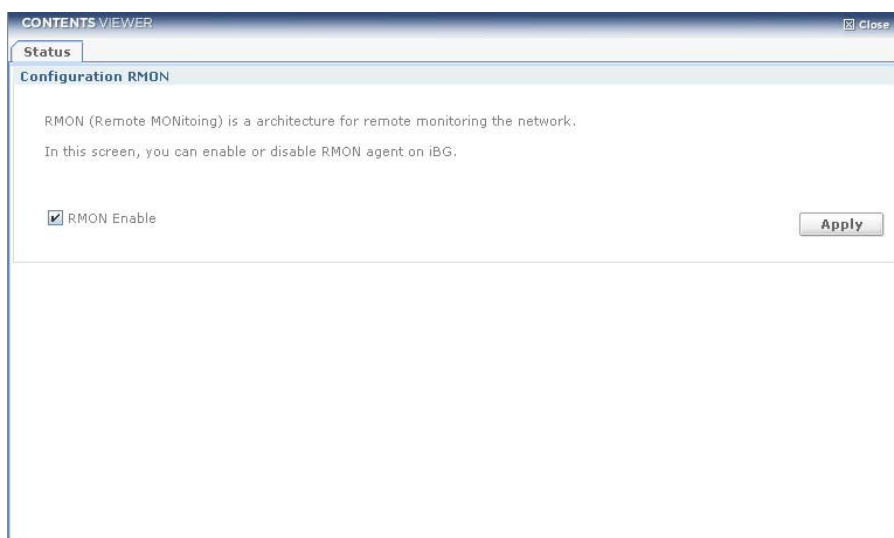 CONTENTS VIEWER
Close
Status
Configuration RMON
RMON (Remote MONitoing) is a architecture for remote monitoring the network.
In this screen, you can enable or disable RMON agent on iBG.
RMON Enable
Apply